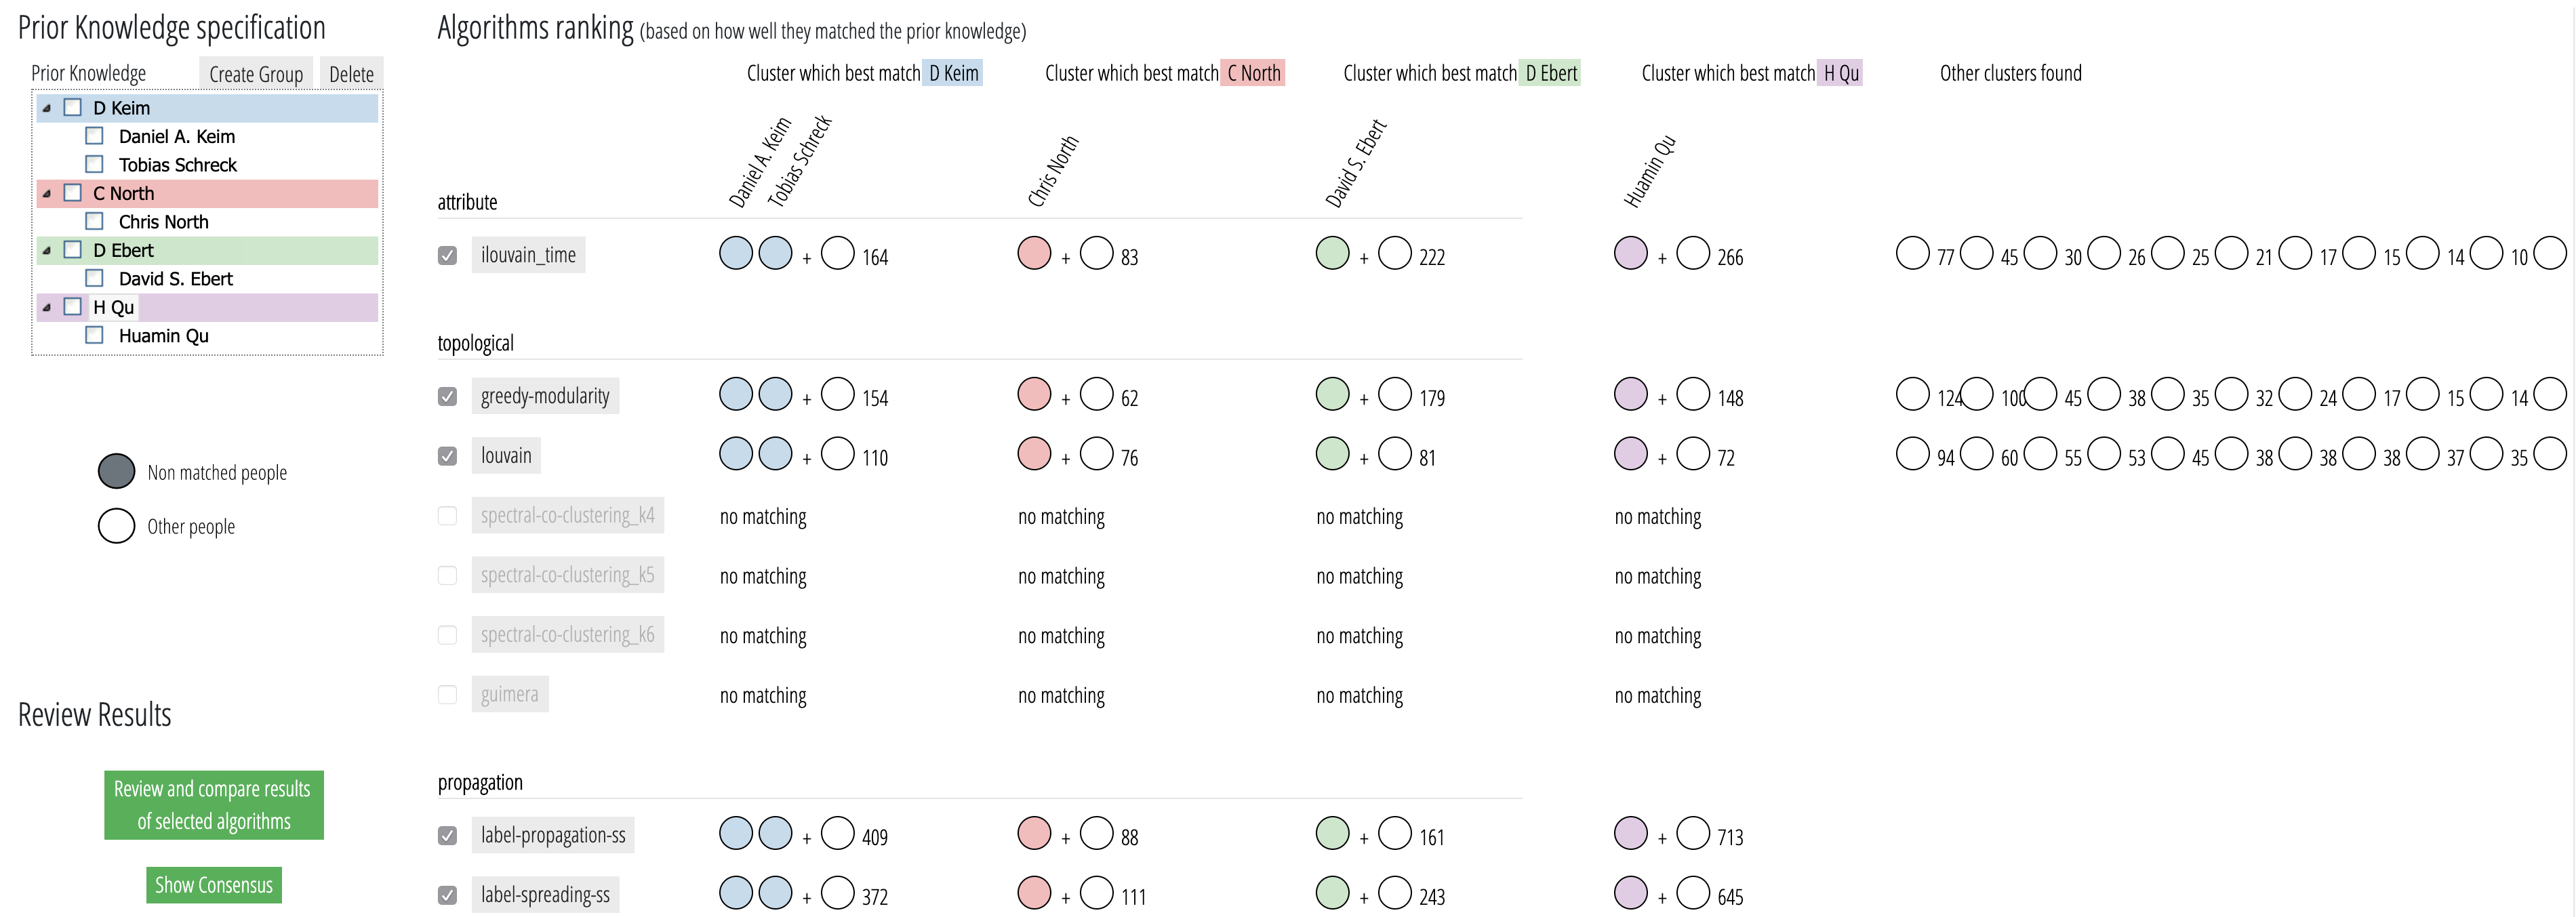 Prior Knowledge specification
Prior Knowledge Create Group Delete
D Keim
Daniel A. Keim
Tobias Schreck
C North
Chris North
D Ebert
David S. Ebert
H Qu
Huamin Qu
Non matched people
Other people
Review Results
Review and compare results
of selected algorithms
Show Consensus
Algorithms ranking (based on how well they matched the prior knowledge)
Cluster which best match D Keim Cluster which best match C North Cluster which best match D Ebert Cluster which best match H Qu Other clusters found
Daniel A. Keim
Tobias Schreck
Chris North
David S. Ebert
Huamin Qu
attribute
ilouvain_time + 164 + 83 + 222 + 266 77 45 30 26 25 21 17 15 14 10
topological
greedy-modularity + 154 + 62 + 179 + 148 124 100 45 38 35 32 24 17 15 14
louvain + 110 + 76 + 81 + 72 94 60 55 53 45 38 38 38 37 35
spectral-co-clustering_k4 no matching no matching no matching no matching
spectral-co-clustering_k5 no matching no matching no matching no matching
spectral-co-clustering_k6 no matching no matching no matching no matching
guimera no matching no matching no matching no matching
propagation
label-propagation-ss + 409 + 88 + 161 + 713
label-spreading-ss + 372 + 111 + 243 + 645